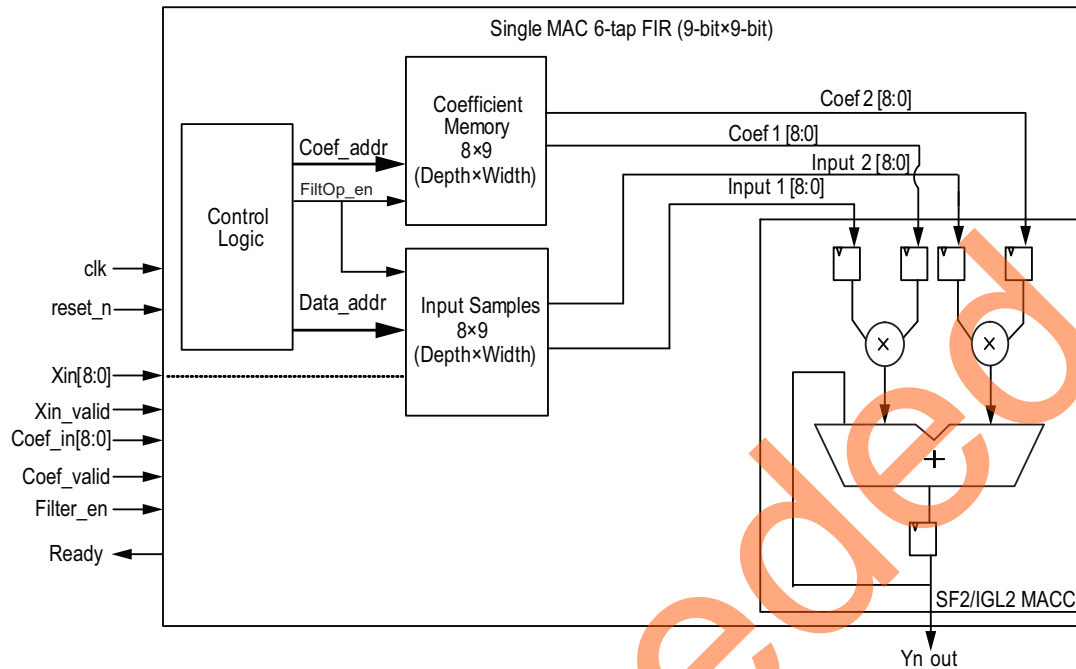 Single MAC 6-tap FIR (9-bit×9-bit)
Coefficient
Memory
8×9
(Depth×Width)
Coef 2 [8:0]
Coef 1 [8:0]
Input 2 [8:0]
Input 1 [8:0]
Coef_addr
FiltOp_en
Control
Logic
Data_addr
Input Samples
8×9
(Depth×Width)
clk
reset_n
Xin[8:0]
Xin_valid
Coef_in[8:0]
Coef_valid
Filter_en
Ready
×
×
+
SF2/IGL2 MACC
Yn out
ded